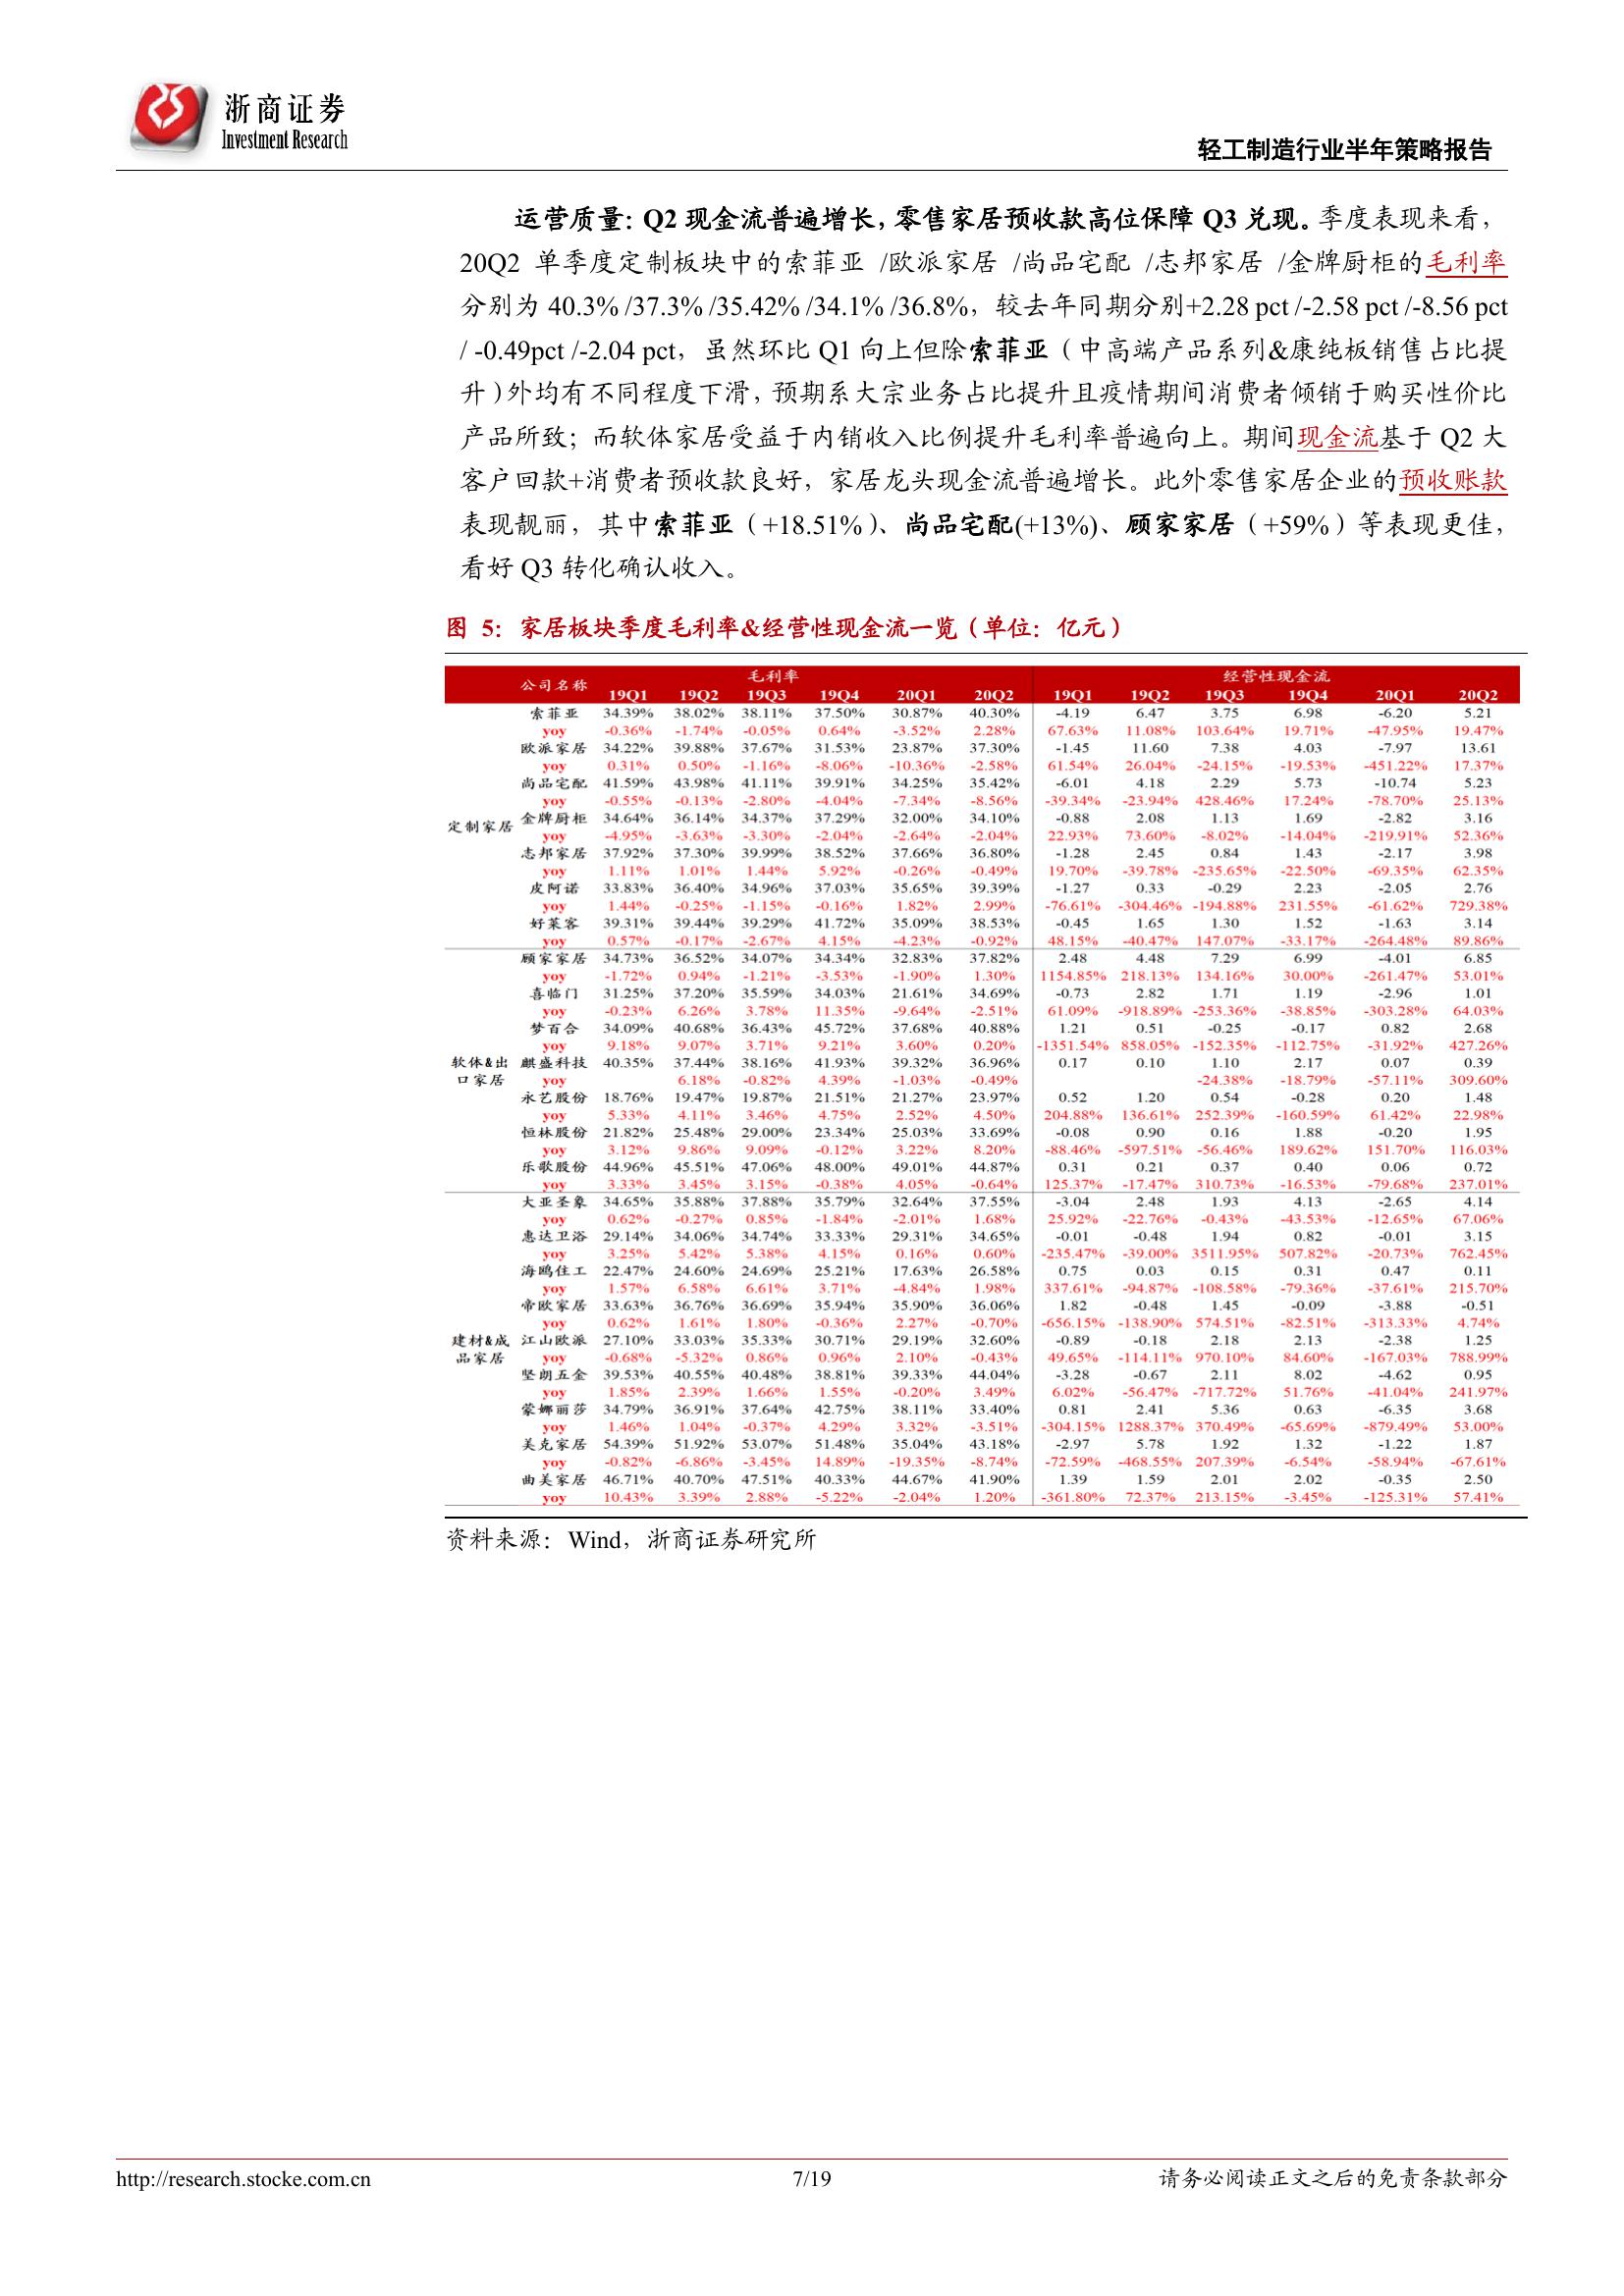 浙商证券
Investment Research
轻工制造行业半年策略报告
运营质量：Q2 现金流普遍增长，零售家居预收款高位保障 Q3 兑现。季度表现来看，
20Q2 单季度定制板块中的索菲亚 /欧派家居 /尚品宅配 /志邦家居 /金牌厨柜的毛利率
分别为 40.3% /37.3% /35.42% /34.1% /36.8%，较去年同期分别+2.28 pct /-2.58 pct /-8.56 pct
/ -0.49pct /-2.04 pct，虽然环比 Q1 向上但除索菲亚（中高端产品系列&康纯板销售占比提
升）外均有不同程度下滑，预期系大宗业务占比提升且疫情期间消费者倾销于购买性价比
产品所致；而软体家居受益于内销收入比例提升毛利率普遍向上。期间现金流基于 Q2 大
客户回款+消费者预收款良好，家居龙头现金流普遍增长。此外零售家居企业的预收账款
表现靓丽，其中索菲亚（+18.51%）、尚品宅配(+13%)、顾家家居（+59%）等表现更佳，
看好 Q3 转化确认收入。
图 5：家居板块季度毛利率&经营性现金流一览（单位：亿元）
公司名称 毛利率 经营性现金流
19Q1 19Q2 19Q3 19Q4 20Q1 20Q2 19Q1 19Q2 19Q3 19Q4 20Q1 20Q2
索菲亚 34.39% 38.02% 38.11% 37.50% 30.87% 40.30% -4.19 6.47 3.75 6.98 -6.20 5.21
yoy -0.36% -1.74% -0.05% 0.64% -3.52% 2.28% 67.63% 11.08% 103.64% 19.71% -47.95% 19.47%
欧派家居 34.22% 39.88% 37.67% 31.53% 23.87% 37.30% -1.45 11.60 7.38 4.03 -7.97 13.61
yoy 0.31% 0.50% -1.16% -8.06% -10.36% -2.58% 61.54% 26.04% -24.15% -19.53% -451.22% 17.37%
尚品宅配 41.59% 43.98% 41.11% 39.91% 34.25% 35.42% -6.01 4.18 2.29 5.73 -10.74 5.23
yoy -0.55% -0.13% -2.80% -4.04% -7.34% -8.56% -39.34% -23.94% 428.46% 17.24% -78.70% 25.13%
定制家居 金牌厨柜 34.64% 36.14% 34.37% 37.29% 32.00% 34.10% -0.88 2.08 1.13 1.69 -2.82 3.16
yoy -4.95% -3.63% -3.30% -2.04% -2.64% -2.04% 22.93% 73.60% -8.02% -14.04% -219.91% 52.36%
志邦家居 37.92% 37.30% 39.99% 38.52% 37.66% 36.80% -1.28 2.45 0.84 1.43 -2.17 3.98
yoy 1.11% 1.01% 1.44% 5.92% -0.26% -0.49% 19.70% -39.78% -235.65% -22.50% -69.35% 62.35%
皮阿诺 33.83% 36.40% 34.96% 37.03% 35.65% 39.39% -1.27 0.33 -0.29 2.23 -2.05 2.76
yoy 1.44% -0.25% -1.15% -0.16% 1.82% 2.99% -76.61% -304.46% -194.88% 231.55% -61.62% 729.38%
好莱客 39.31% 39.44% 39.29% 41.72% 35.09% 38.53% -0.45 1.65 1.30 1.52 -1.63 3.14
yoy 0.57% -0.17% -2.67% 4.15% -4.23% -0.92% 48.15% -40.47% 147.07% -33.17% -264.48% 89.86%
顾家家居 34.73% 36.52% 34.07% 34.34% 32.83% 37.82% 2.48 4.48 7.29 6.99 -4.01 6.85
yoy -1.72% 0.94% -1.21% -3.53% -1.90% 1.30% 1154.85% 218.13% 134.16% 30.00% -261.47% 53.01%
喜临门 31.25% 37.20% 35.59% 34.03% 21.61% 34.69% -0.73 2.82 1.71 1.19 -2.96 1.01
yoy -0.23% 6.26% 3.78% 11.35% -9.64% -2.51% 61.09% -918.89% -253.36% -38.85% -303.28% 64.03%
梦百合 34.09% 40.68% 36.43% 45.72% 37.68% 40.88% 1.21 0.51 -0.25 -0.17 0.82 2.68
yoy 9.18% 9.07% 3.71% 9.21% 3.60% 0.20% -1351.54% 858.05% -152.35% -112.75% -31.92% 427.26%
软体&出 麒盛科技 40.35% 37.44% 38.16% 41.93% 39.32% 36.96% 0.17 0.10 1.10 2.17 0.07 0.39
口家居 yoy 6.18% -0.82% 4.39% -1.03% -0.49% -24.38% -18.79% -57.11% 309.60%
永艺股份 18.76% 19.47% 19.87% 21.51% 21.27% 23.97% 0.52 1.20 0.54 -0.28 0.20 1.48
yoy 5.33% 4.11% 3.46% 4.75% 2.52% 4.50% 204.88% 136.61% 252.39% -160.59% 61.42% 22.98%
恒林股份 21.82% 25.48% 29.00% 23.34% 25.03% 33.69% -0.08 0.90 0.16 1.88 -0.20 1.95
yoy 3.12% 9.86% 9.09% -0.12% 3.22% 8.20% -88.46% -597.51% -56.46% 189.62% 151.70% 116.03%
乐歌股份 44.96% 45.51% 47.06% 48.00% 49.01% 44.87% 0.31 0.21 0.37 0.40 0.06 0.72
yoy 3.33% 3.45% 3.15% -0.38% 4.05% -0.64% 125.37% -17.47% 310.73% -16.53% -79.68% 237.01%
大亚圣象 34.65% 35.88% 37.88% 35.79% 32.64% 37.55% -3.04 2.48 1.93 4.13 -2.65 4.14
yoy 0.62% -0.27% 0.85% -1.84% -2.01% 1.68% 25.92% -22.76% -0.43% -43.53% -12.65% 67.06%
惠达卫浴 29.14% 34.06% 34.74% 33.33% 29.31% 34.65% -0.01 -0.48 1.94 0.82 -0.01 3.15
yoy 3.25% 5.42% 5.38% 4.15% 0.16% 0.60% -235.47% -39.00% 3511.95% 507.82% -20.73% 762.45%
海鸥住工 22.47% 24.60% 24.69% 25.21% 17.63% 26.58% 0.75 0.03 0.15 0.31 0.47 0.11
yoy 1.57% 6.58% 6.61% 3.71% -4.84% 1.98% 337.61% -94.87% -108.58% -79.36% -37.61% 215.70%
帝欧家居 33.63% 36.76% 36.69% 35.94% 35.90% 36.06% 1.82 -0.48 1.45 -0.09 -3.88 -0.51
yoy 0.62% 1.61% 1.80% -0.36% 2.27% -0.70% -656.15% -138.90% 574.51% -82.51% -313.33% 4.74%
建材&成 江山欧派 27.10% 33.03% 35.33% 30.71% 29.19% 32.60% -0.89 -0.18 2.18 2.13 -2.38 1.25
品家居 yoy -0.68% -5.32% 0.86% 0.96% 2.10% -0.43% 49.65% -114.11% 970.10% 84.60% -167.03% 788.99%
坚朗五金 39.53% 40.55% 40.48% 38.81% 39.33% 44.04% -3.28 -0.67 2.11 8.02 -4.62 0.95
yoy 1.85% 2.39% 1.66% 1.55% -0.20% 3.49% 6.02% -56.47% -717.72% 51.76% -41.04% 241.97%
蒙娜丽莎 34.79% 36.91% 37.64% 42.75% 38.11% 33.40% 0.81 2.41 5.36 0.63 -6.35 3.68
yoy 1.46% 1.04% -0.37% 4.29% 3.32% -3.51% -304.15% 1288.37% 370.49% -65.69% -879.49% 53.00%
美克家居 54.39% 51.92% 53.07% 51.48% 35.04% 43.18% -2.97 5.78 1.92 1.32 -1.22 1.87
yoy -0.82% -6.86% -3.45% 14.89% -19.35% -8.74% -72.59% -468.55% 207.39% -6.54% -58.94% -67.61%
曲美家居 46.71% 40.70% 47.51% 40.33% 44.67% 41.90% 1.39 1.59 2.01 2.02 -0.35 2.50
yoy 10.43% 3.39% 2.88% -5.22% -2.04% 1.20% -361.80% 72.37% 213.15% -3.45% -125.31% 57.41%
资料来源：Wind，浙商证券研究所
http://research.stocke.com.cn 7/19 请务必阅读正文之后的免责条款部分